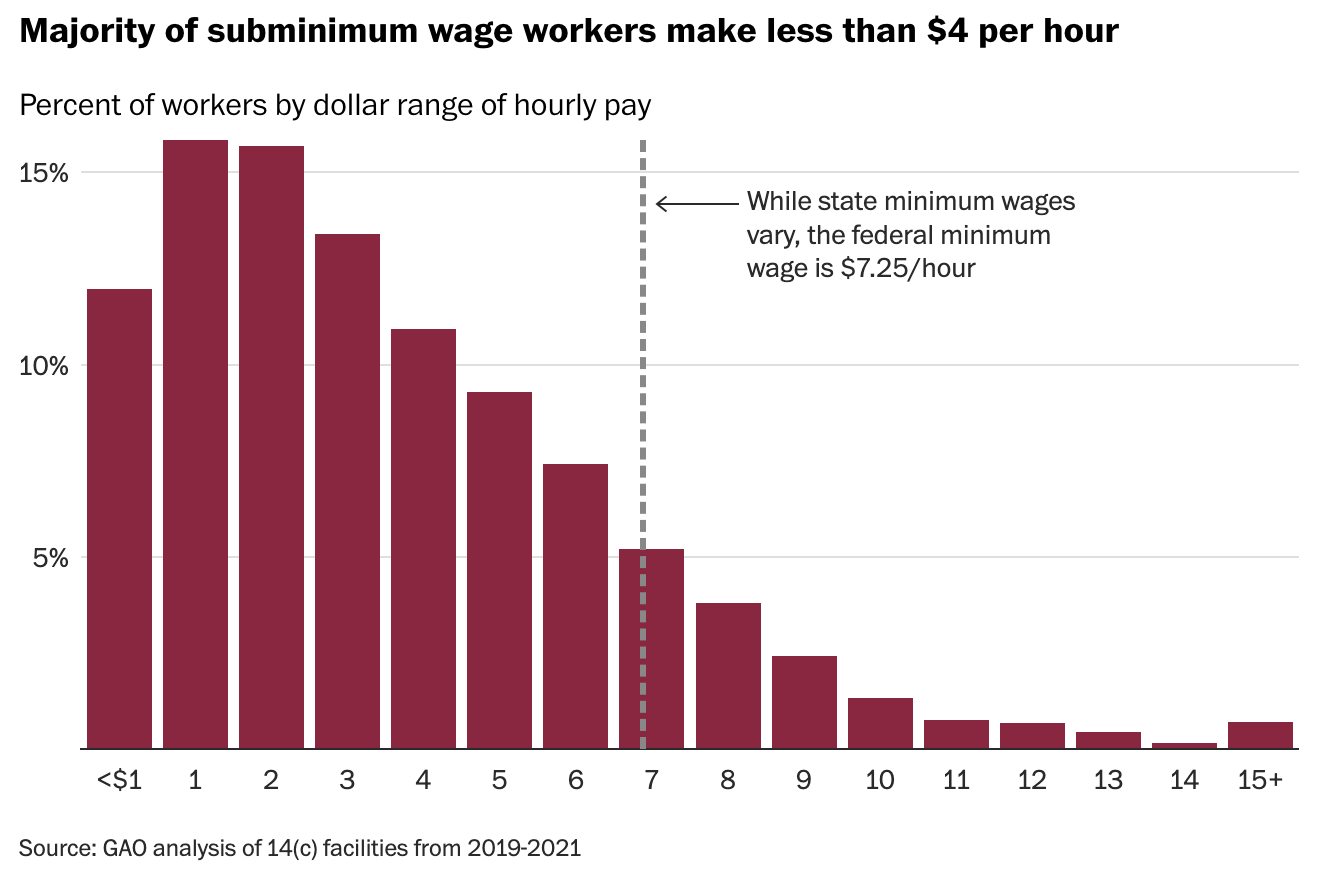 Majority of subminimum wage workers make less than $4 per hour
Percent of workers by dollar range of hourly pay
15%
While state minimum wages
vary, the federal minimum
wage is $7.25/hour
10%
5%
<$1 1 2 3 4 5 6 7 8 9 10 11 12 13 14 15+
Source: GAO analysis of 14(c) facilities from 2019-2021